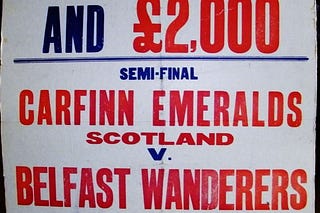 AND £2,000
SEMI-FINAL
CARFINN EMERALDS
SCOTLAND
V.
BELFAST WANDERERS